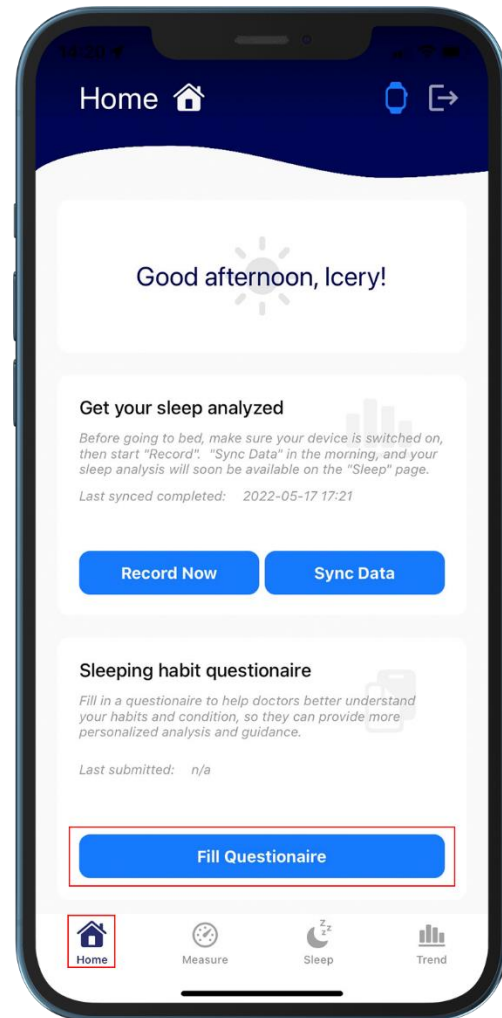 Home
Good afternoon, Icery!
Get your sleep analyzed
Before going to bed, make sure your device is switched on,
then start "Record". "Sync Data" in the morning, and your
sleep analysis will soon be available on the "Sleep" page.
Last synced completed: 2022-05-17 17:21
Record Now Sync Data
Sleeping habit questionaire
Fill in a questionaire to help doctors better understand
your habits and condition, so they can provide more
personalized analysis and guidance.
Last submitted: n/a
Fill Questionaire
Home Measure Sleep Trend